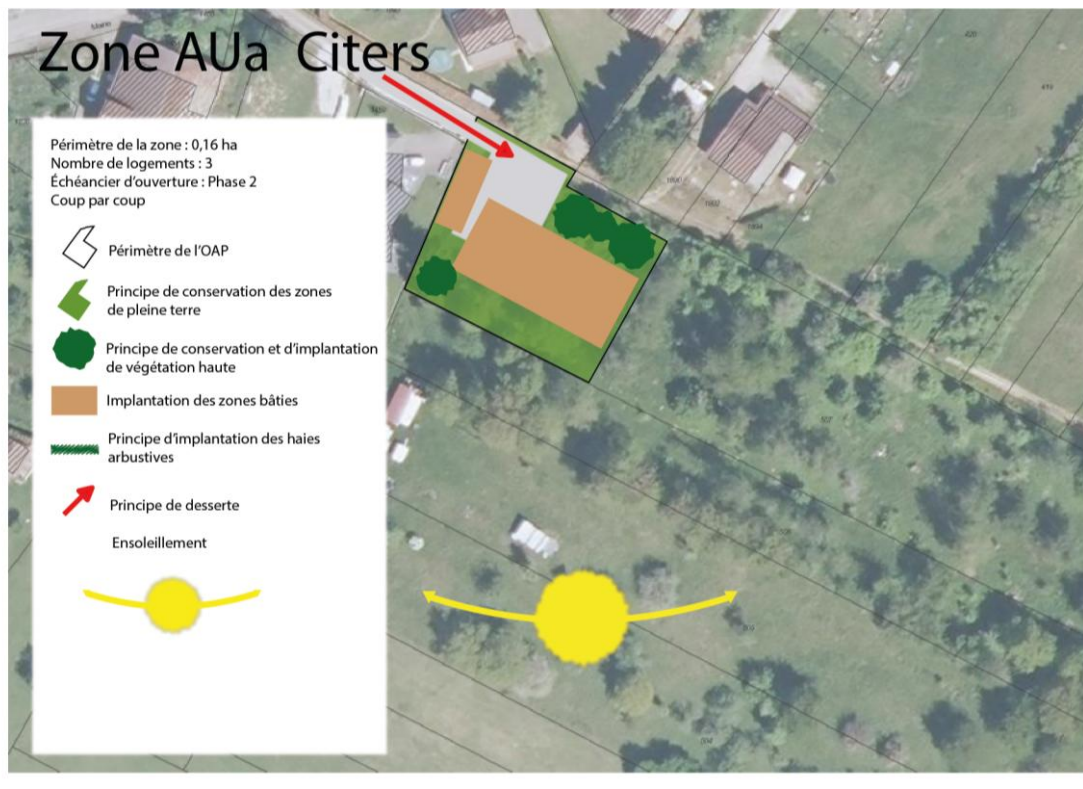 Zone AUa Citers
Périmètre de la zone : 0,16 ha
Nombre de logements : 3
Échéancier d'ouverture : Phase 2
Coup par coup
Périmètre de l'OAP
Principe de conservation des zones
de pleine terre
Principe de conservation et d'implantation
de végétation haute
Implantation des zones bâties
Principe d'implantation des haies
arbustives
Principe de desserte
Ensoleillement